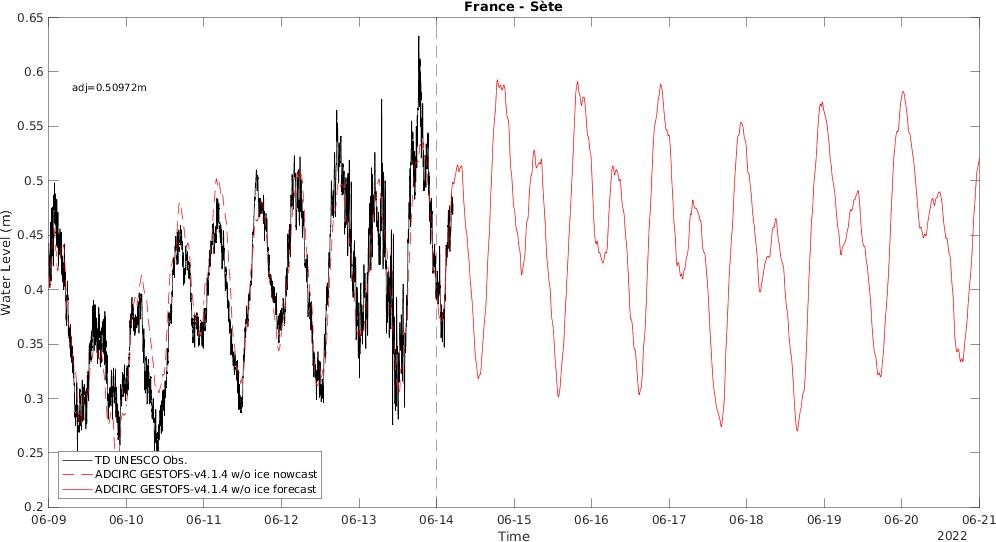 France - Sète
0.65
0.6
0.55
0.5
0.45
0.4
0.35
0.3
0.25
0.2
Water Level (m)
adj=0.50972m
TD UNESCO Obs.
ADCIRC GESTOFS-v4.1.4 w/o ice nowcast
ADCIRC GESTOFS-v4.1.4 w/o ice forecast
06-09 06-10 06-11 06-12 06-13 06-14 06-15 06-16 06-17 06-18 06-19 06-20 06-21
Time
2022